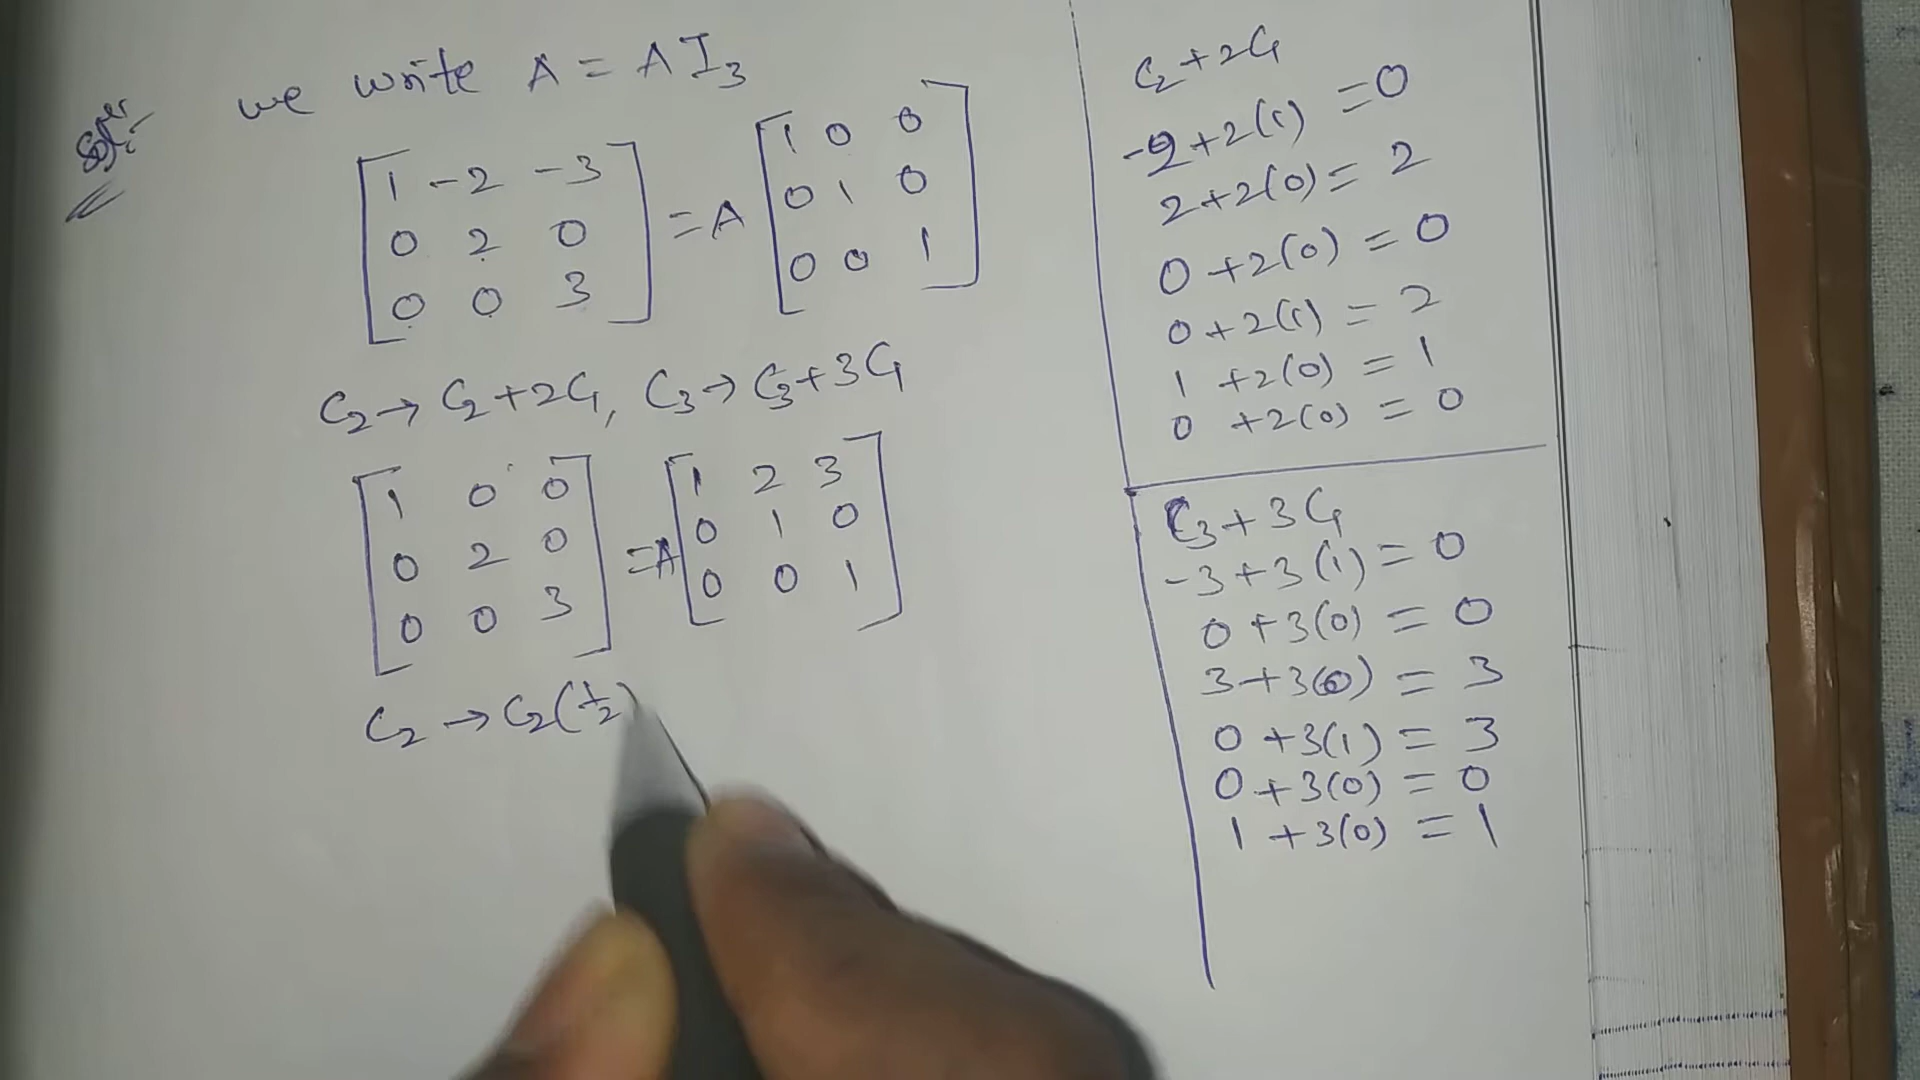 Soln:- we write A = A I₃
[1 -2 -3
0 2 0
0 0 3] = A [1 0 0
0 1 0
0 0 1]
C₂ → C₂ + 2C₁, C₃ → C₃ + 3C₁
[1 0 0
0 2 0
0 0 3] = A [1 2 3
0 1 0
0 0 1]
C₂ → C₂(1/2)
C₂ + 2C₁
-2 + 2(1) = 0
2 + 2(0) = 2
0 + 2(0) = 0
0 + 2(1) = 2
1 + 2(0) = 1
0 + 2(0) = 0
C₃ + 3C₁
-3 + 3(1) = 0
0 + 3(0) = 0
3 + 3(0) = 3
0 + 3(1) = 3
0 + 3(0) = 0
1 + 3(0) = 1